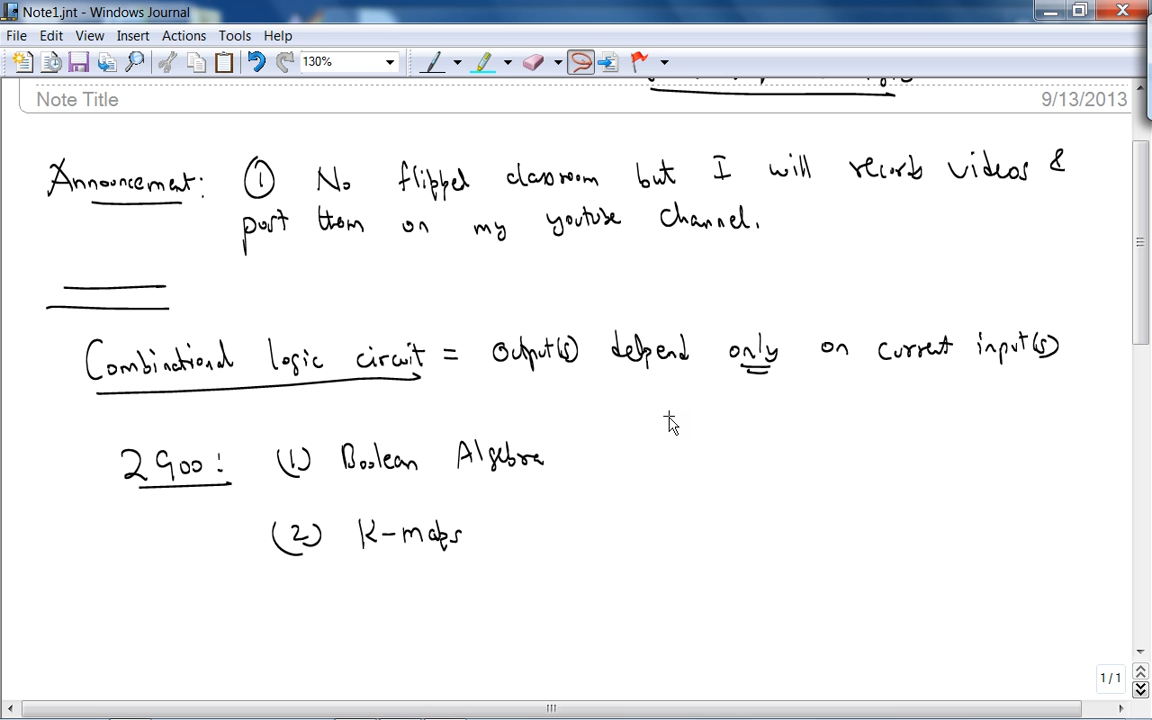 Note1.jnt - Windows Journal
File Edit View Insert Actions Tools Help
130%
Note Title 9/13/2013
Announcement: (1) No flipped classroom but I will records videos &
post them on my youtube channel.
Combinational logic circuit = Output(s) depend only on current input(s)
2900: (1) Boolean Algebra
(2) K-maps
1/1